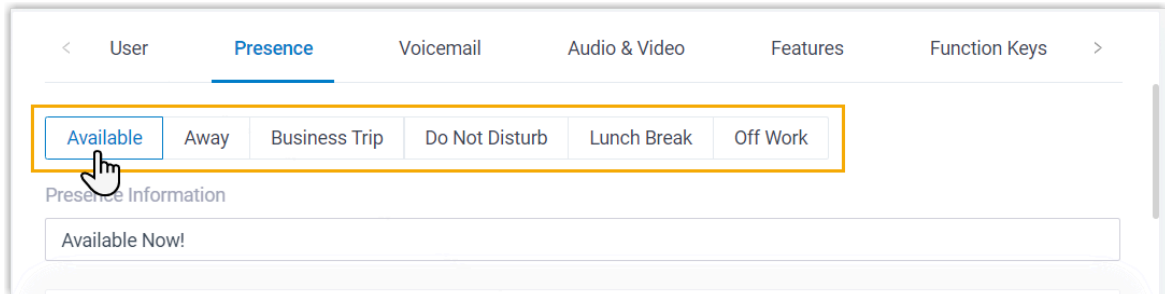 < User Presence Voicemail Audio & Video Features Function Keys >
Available Away Business Trip Do Not Disturb Lunch Break Off Work
Presence Information
Available Now!